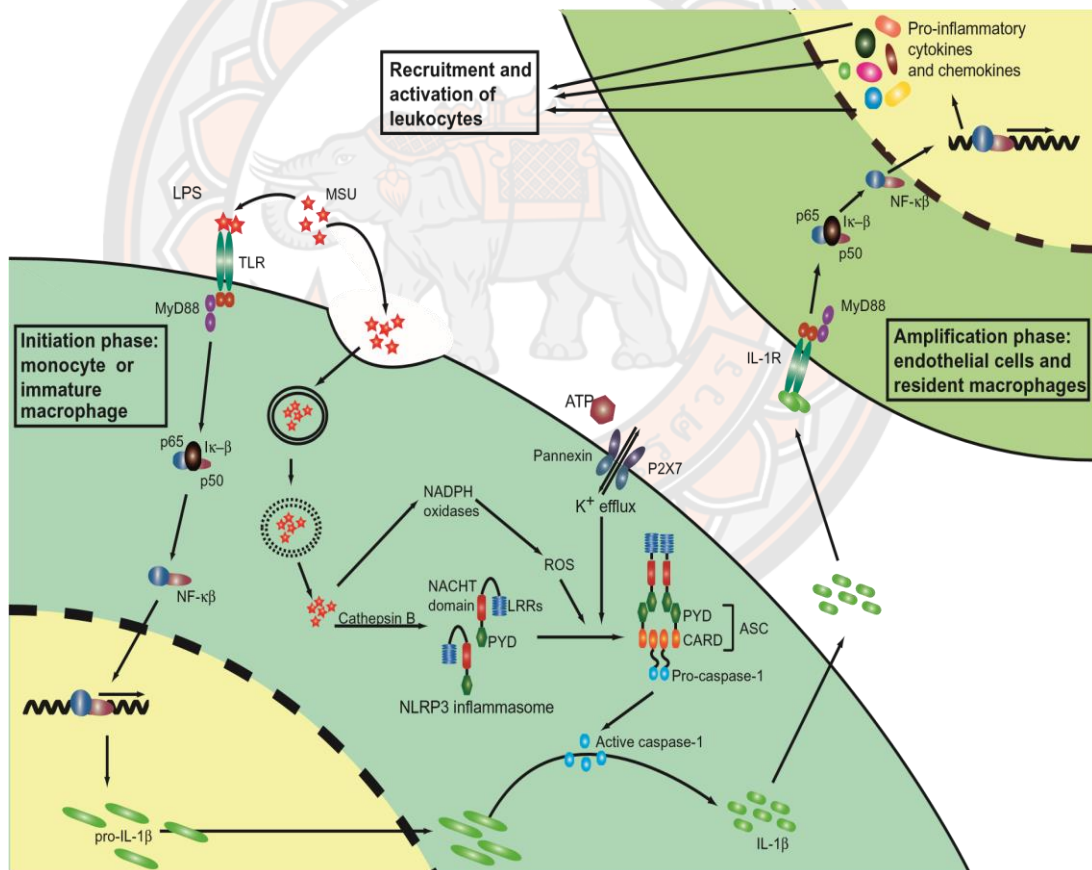 Pro-inflammatory
cytokines
and chemokines
Recruitment and
activation of
leukocytes
NF-κβ
p65
Iκ–β
p50
MyD88
IL-1R
Amplification phase:
endothelial cells and
resident macrophages
LPS
MSU
TLR
MyD88
Initiation phase:
monocyte or
immature
macrophage
p65
Iκ–β
p50
NF-κβ
ATP
Pannexin
P2X7
K+ efflux
NADPH
oxidases
ROS
Cathepsin B
NACHT
domain
LRRs
PYD
NLRP3 inflammasome
PYD
CARD
ASC
Pro-caspase-1
Active caspase-1
pro-IL-1β
IL-1β